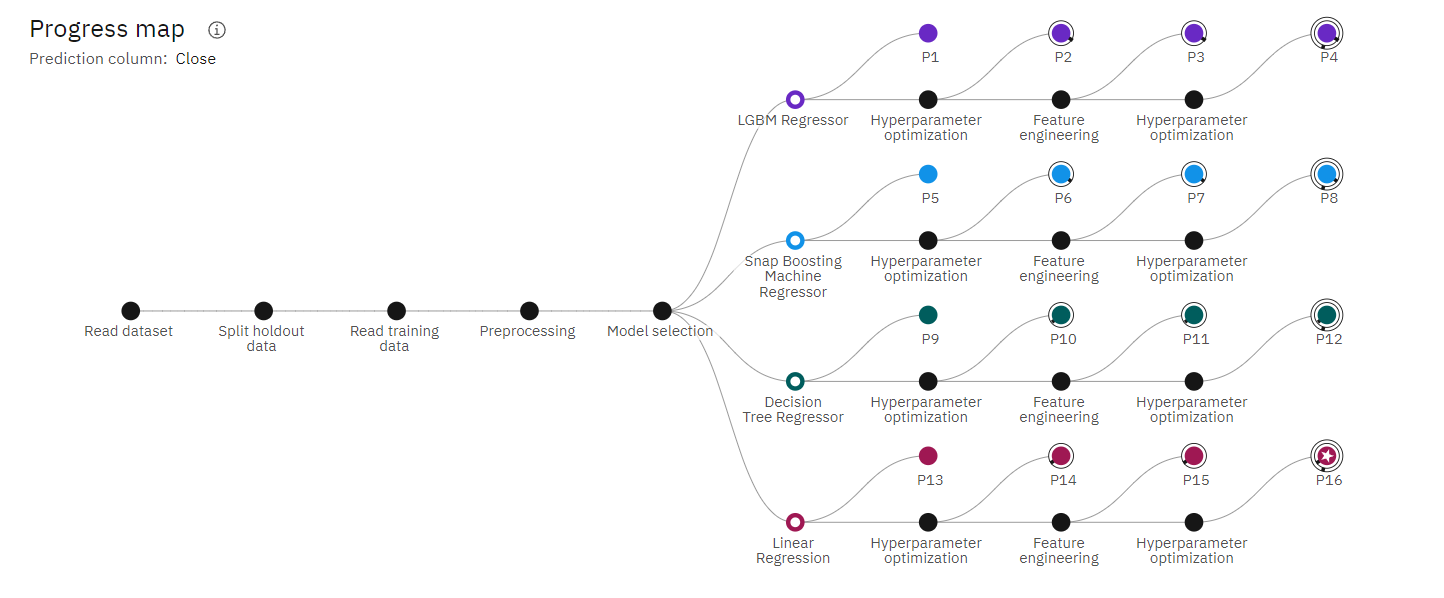 Progress map
Prediction column: Close
P1
P2
P3
P4
LGBM Regressor
Hyperparameter
optimization
Feature
engineering
Hyperparameter
optimization
P5
P6
P7
P8
Snap Boosting
Machine
Regressor
Hyperparameter
optimization
Feature
engineering
Hyperparameter
optimization
Read dataset
Split holdout
data
Read training
data
Preprocessing
Model selection
P9
P10
P11
P12
Decision
Tree Regressor
Hyperparameter
optimization
Feature
engineering
Hyperparameter
optimization
P13
P14
P15
P16
Linear
Regression
Hyperparameter
optimization
Feature
engineering
Hyperparameter
optimization